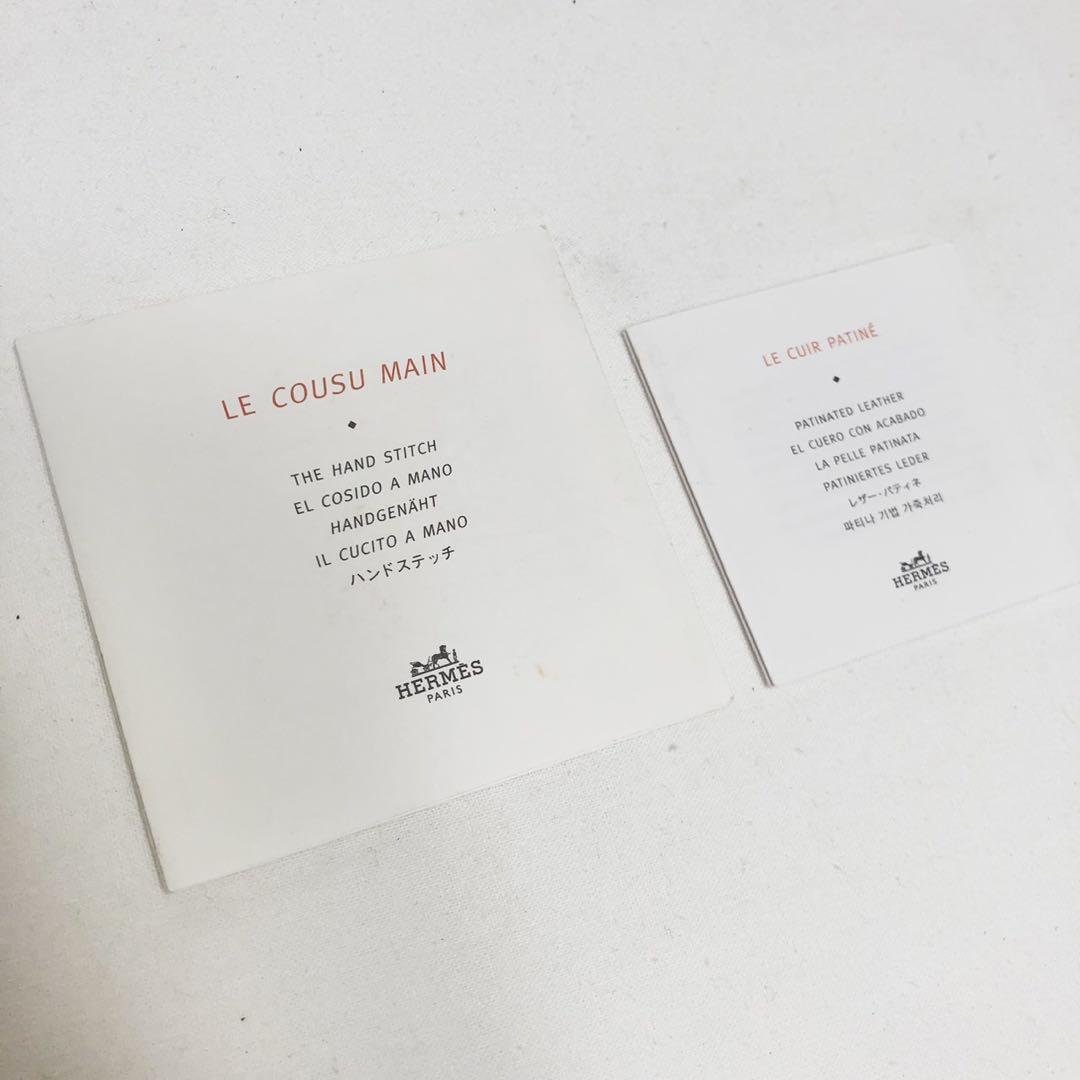 LE COUSU MAIN
THE HAND STITCH
EL COSIDO A MANO
HANDGENÄHT
IL CUCITO A MANO
ハンドステッチ
HERMÈS
PARIS
LE CUIR PATINÉ
PATINATED LEATHER
EL CUERO CON ACABADO
LA PELLE PATINATA
PATINIERTES LEDER
レザー・パティネ
파티나 기법 가죽처리
HERMÈS
PARIS